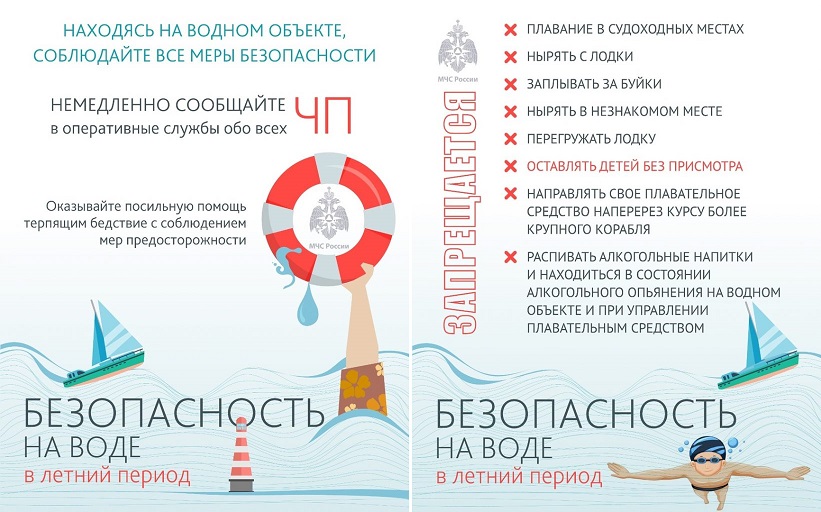 НАХОДЯСЬ НА ВОДНОМ ОБЪЕКТЕ,
СОБЛЮДАЙТЕ ВСЕ МЕРЫ БЕЗОПАСНОСТИ
НЕМЕДЛЕННО СООБЩАЙТЕ
в оперативные службы обо всех
ЧП
Оказывайте посильную помощь
терпящим бедствие с соблюдением
мер предосторожности
МЧС России
БЕЗОПАСНОСТЬ
НА ВОДЕ
в летний период
МЧС России
ЗАПРЕЩАЕТСЯ
ПЛАВАНИЕ В СУДОХОДНЫХ МЕСТАХ
НЫРЯТЬ С ЛОДКИ
ЗАПЛЫВАТЬ ЗА БУЙКИ
НЫРЯТЬ В НЕЗНАКОМОМ МЕСТЕ
ПЕРЕГРУЖАТЬ ЛОДКУ
ОСТАВЛЯТЬ ДЕТЕЙ БЕЗ ПРИСМОТРА
НАПРАВЛЯТЬ СВОЕ ПЛАВАТЕЛЬНОЕ
СРЕДСТВО НАПЕРЕРЕЗ КУРСУ БОЛЕЕ
КРУПНОГО КОРАБЛЯ
РАСПИВАТЬ АЛКОГОЛЬНЫЕ НАПИТКИ
И НАХОДИТЬСЯ В СОСТОЯНИИ
АЛКОГОЛЬНОГО ОПЬЯНЕНИЯ НА ВОДНОМ
ОБЪЕКТЕ И ПРИ УПРАВЛЕНИИ
ПЛАВАТЕЛЬНЫМ СРЕДСТВОМ
БЕЗОПАСНОСТЬ
НА ВОДЕ
в летний период